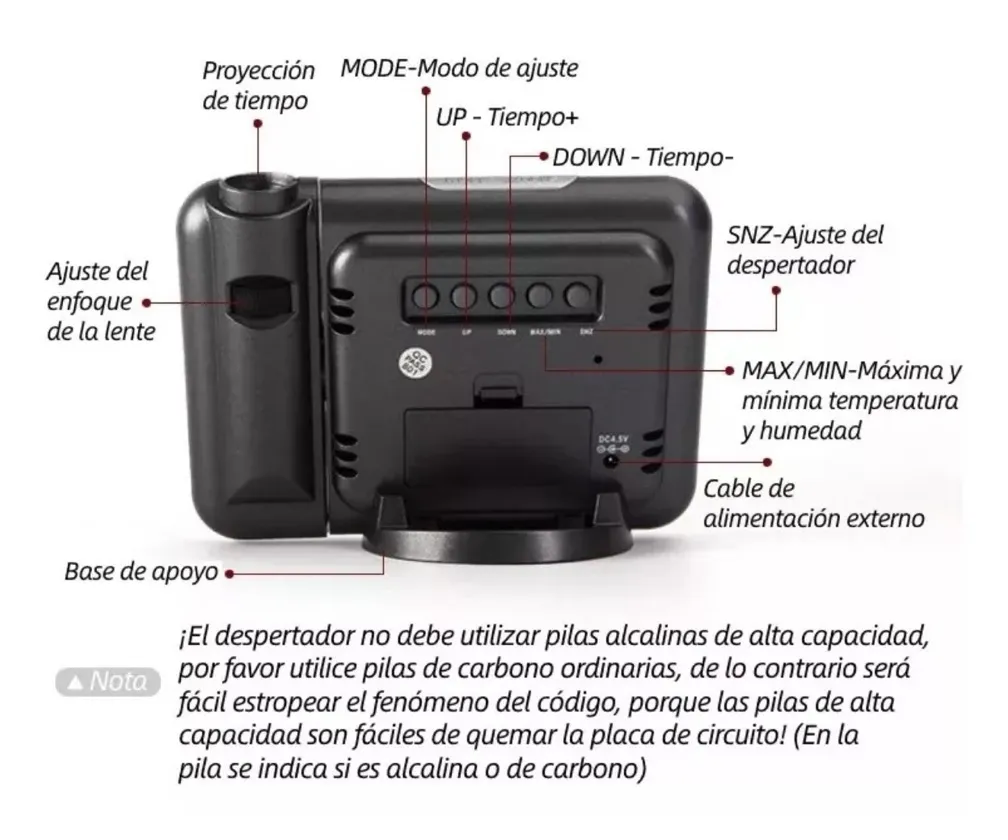 Proyección
de tiempo
MODE-Modo de ajuste
UP - Tiempo+
DOWN - Tiempo-
SNZ-Ajuste del
despertador
Ajuste del
enfoque
de la lente
MODE UP DOWN MAX/MIN SNZ
QC
PASS
MAX/MIN-Máxima y
mínima temperatura
y humedad
DC4.5V
Cable de
alimentación externo
Base de apoyo
¡El despertador no debe utilizar pilas alcalinas de alta capacidad,
por favor utilice pilas de carbono ordinarias, de lo contrario será
▲ Nota
fácil estropear el fenómeno del código, porque las pilas de alta
capacidad son fáciles de quemar la placa de circuito! (En la
pila se indica si es alcalina o de carbono)